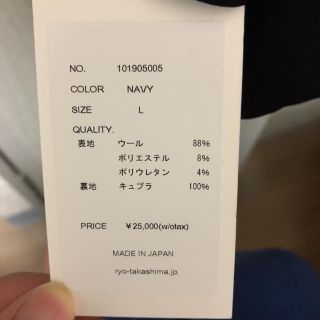 NO. 101905005
COLOR NAVY
SIZE L
QUALITY.
表地 ウール 88%
ポリエステル 8%
ポリウレタン 4%
裏地 キュプラ 100%
PRICE ¥25,000(w/otax)
MADE IN JAPAN
ryo-takashima.jp.